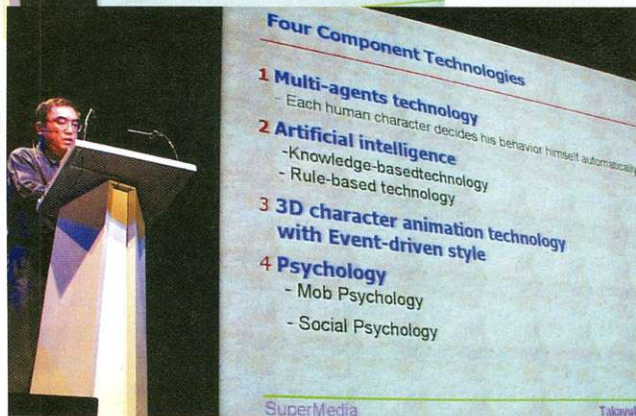 Four Component Technologies
1 Multi-agents technology
- Each human character decides his behavior himself automatically
2 Artificial intelligence
-Knowledge-basedtechnology
- Rule-based technology
3 3D character animation technology
with Event-driven style
4 Psychology
- Mob Psychology
- Social Psychology
SuperMedia